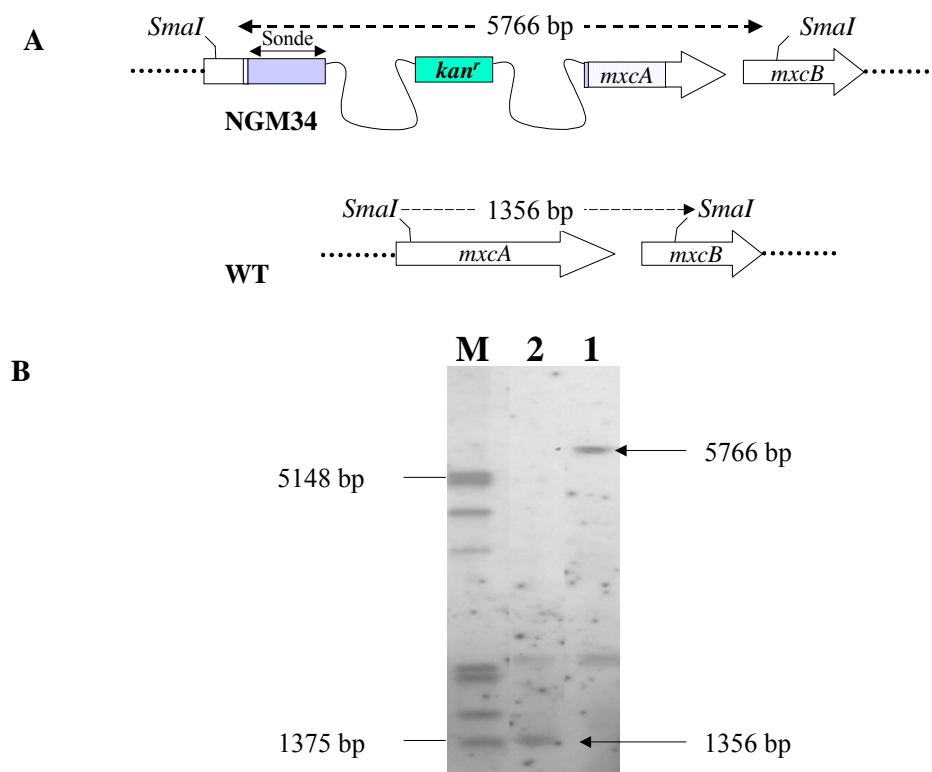 A
SmaI
5766 bp
SmaI
Sonde
kanʳ
mxcA
mxcB
NGM34
SmaI
1356 bp
SmaI
mxcA
mxcB
WT
B
M 2 1
5766 bp
5148 bp
1375 bp
1356 bp